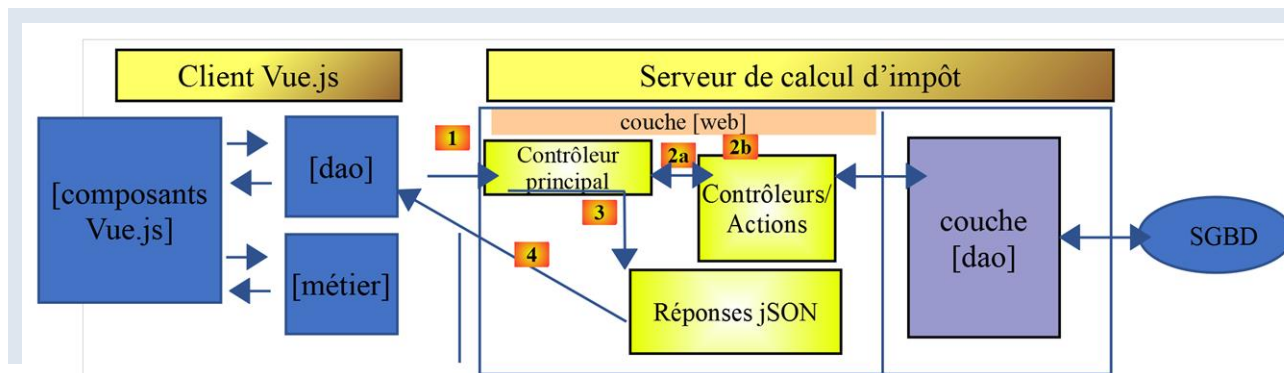 Client Vue.js
Serveur de calcul d'impôt
couche [web]
[composants
Vue.js]
[dao]
[métier]
1
Contrôleur
principal
2a
2b
Contrôleurs/
Actions
3
4
Réponses jSON
couche
[dao]
SGBD